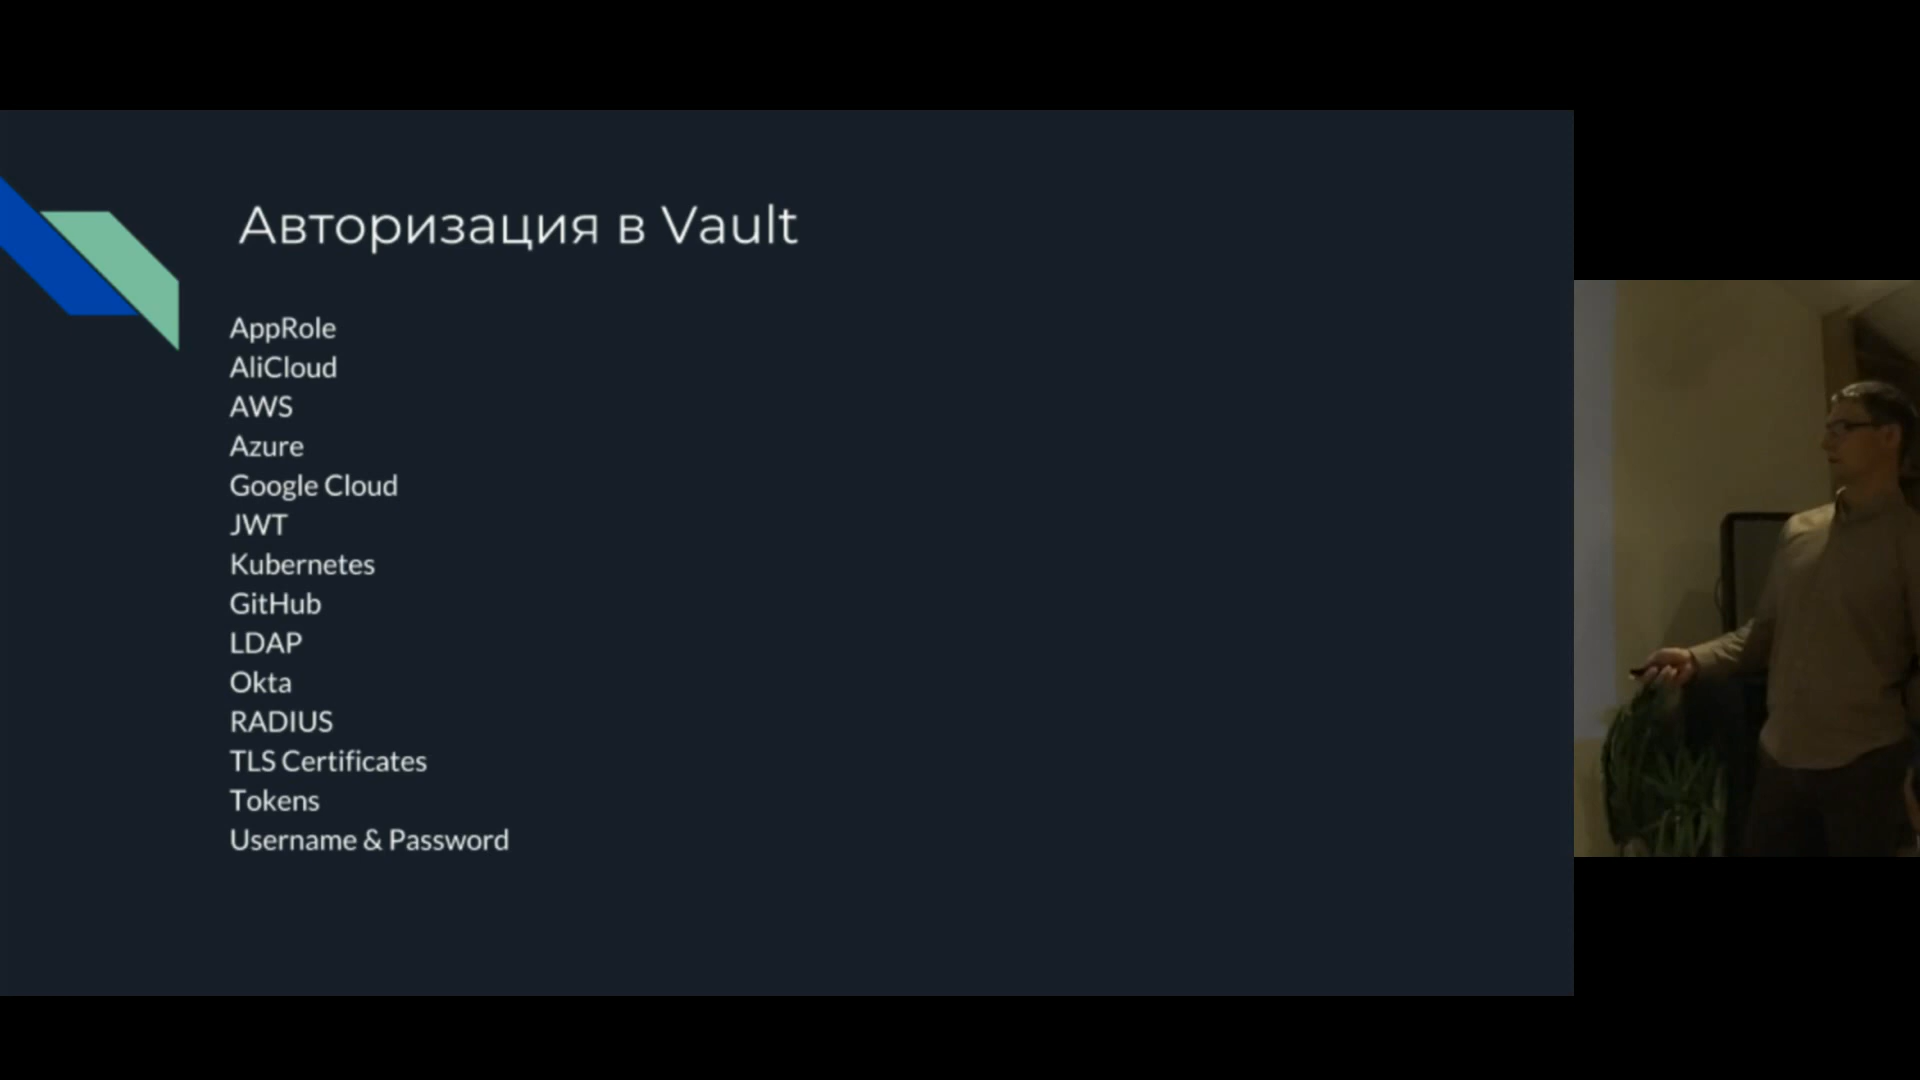 Авторизация в Vault
AppRole
AliCloud
AWS
Azure
Google Cloud
JWT
Kubernetes
GitHub
LDAP
Okta
RADIUS
TLS Certificates
Tokens
Username & Password